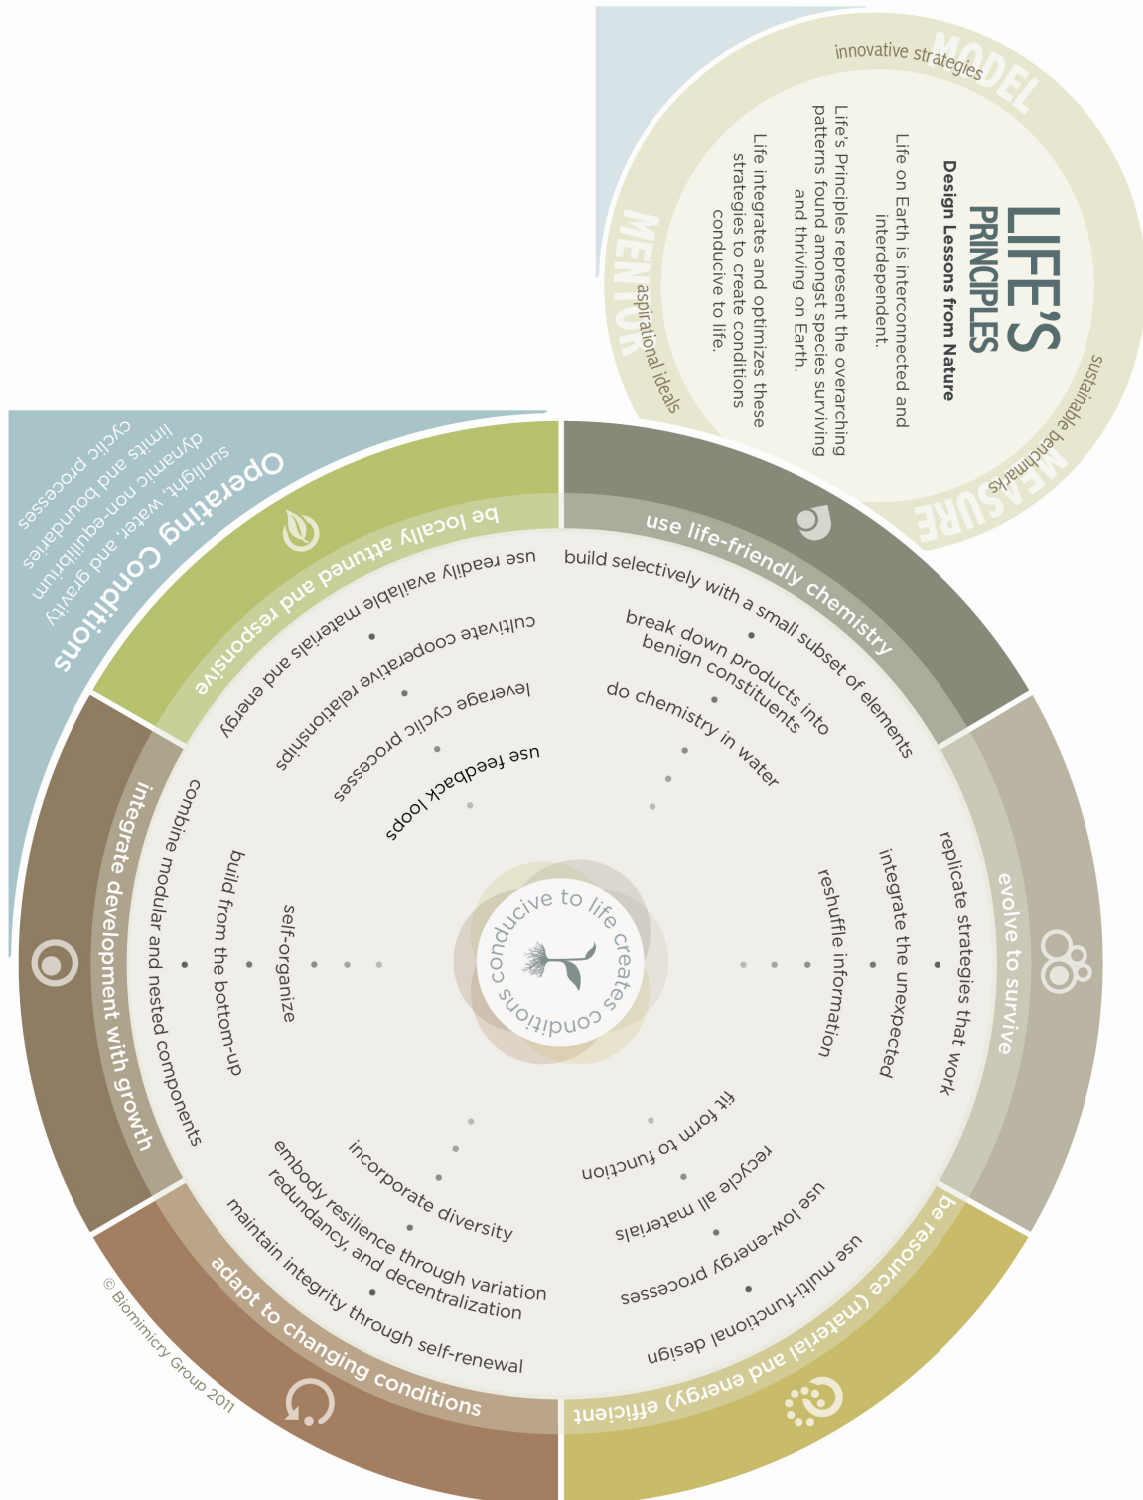 LIFE'S
PRINCIPLES
Design Lessons from Nature
Life on Earth is interconnected and
interdependent.
Life's Principles represent the overarching
patterns found amongst species surviving
and thriving on Earth.
Life integrates and optimizes these
strategies to create conditions
conducive to life.
MODEL
innovative strategies
MEASURE
sustainable benchmarks
MENTOR
aspirational ideals
Operating Conditions
sunlight, water, and gravity
dynamic non-equilibrium
limits and boundaries
cyclic processes
evolve to survive
replicate strategies that work
integrate the unexpected
reshuffle information
be resource (material and energy) efficient
use multi-functional design
use low-energy processes
recycle all materials
fit form to function
adapt to changing conditions
maintain integrity through self-renewal
embody resilience through variation
redundancy, and decentralization
incorporate diversity
integrate development with growth
combine modular and nested components
build from the bottom-up
self-organize
be locally attuned and responsive
use readily available materials and energy
cultivate cooperative relationships
leverage cyclic processes
use feedback loops
use life-friendly chemistry
build selectively with a small subset of elements
break down products into
benign constituents
do chemistry in water
life creates conditions conducive to
© Biomimicry Group 2011